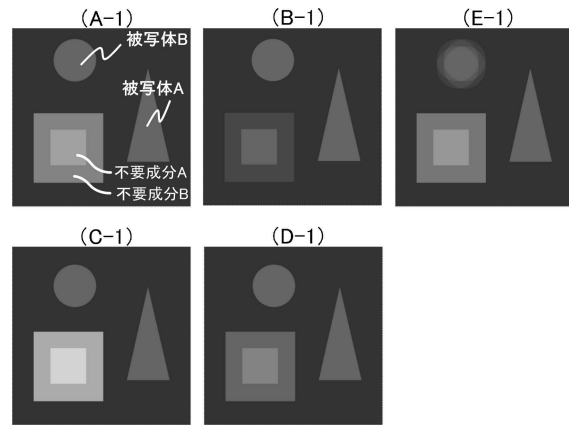 (A-1)
(B-1)
(E-1)
被写体B
被写体A
不要成分A
不要成分B
(C-1)
(D-1)